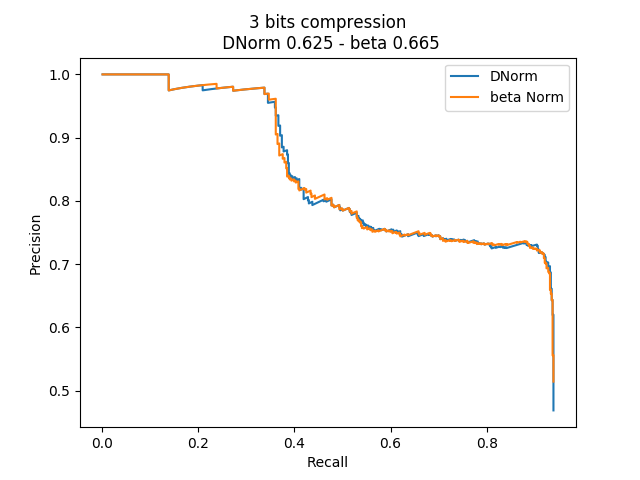 3 bits compression
DNorm 0.625 - beta 0.665
DNorm
beta Norm
Precision
1.0
0.9
0.8
0.7
0.6
0.5
0.0 0.2 0.4 0.6 0.8
Recall